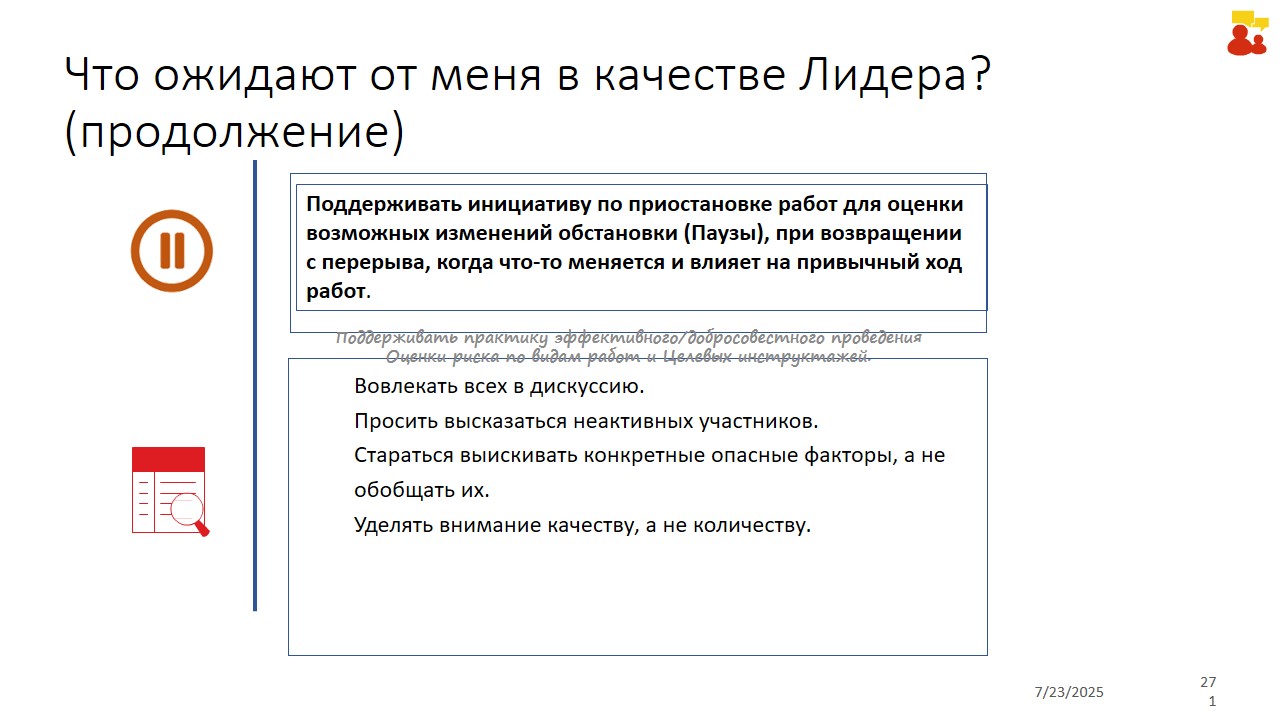 Что ожидают от меня в качестве Лидера?
(продолжение)
Поддерживать инициативу по приостановке работ для оценки
возможных изменений обстановки (Паузы), при возвращении
с перерыва, когда что-то меняется и влияет на привычный ход
работ.
Поддерживать практику эффективного/добросовестного проведения
Оценки риска по видам работ и Целевых инструктажей.
Вовлекать всех в дискуссию.
Просить высказаться неактивных участников.
Стараться выискивать конкретные опасные факторы, а не
обобщать их.
Уделять внимание качеству, а не количеству.
7/23/2025
27
1